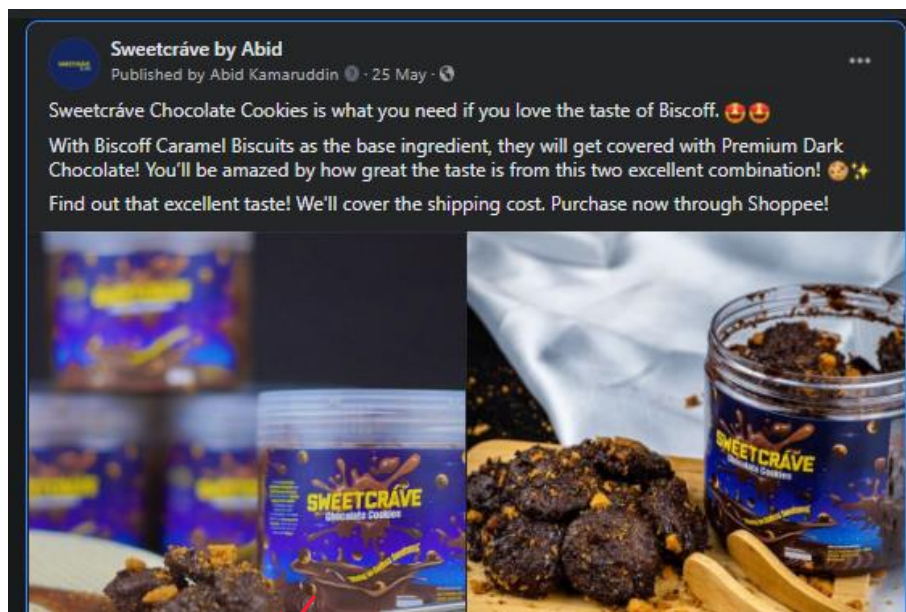 Sweetcráve by Abid
Published by Abid Kamaruddin · 25 May ·
Sweetcráve Chocolate Cookies is what you need if you love the taste of Biscoff. 🤩🤩
With Biscoff Caramel Biscuits as the base ingredient, they will get covered with Premium Dark
Chocolate! You'll be amazed by how great the taste is from this two excellent combination! 🍪✨
Find out that excellent taste! We'll cover the shipping cost. Purchase now through Shoppee!
SWEETCRÁVE
Chocolate Cookies
SWEETCRÁVE
Chocolate Cookies